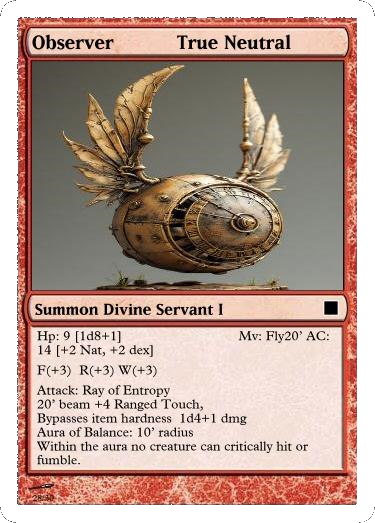 Observer True Neutral
Summon Divine Servant I
Hp: 9 [1d8+1] Mv: Fly20' AC:
14 [+2 Nat, +2 dex]
F(+3) R(+3) W(+3)
Attack: Ray of Entropy
20' beam +4 Ranged Touch,
Bypasses item hardness 1d4+1 dmg
Aura of Balance: 10' radius
Within the aura no creature can critically hit or
fumble.